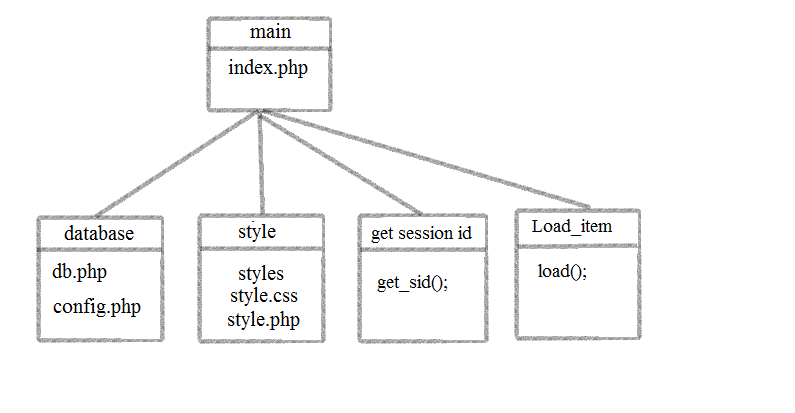 main
index.php
database
db.php
config.php
style
styles
style.css
style.php
get session id
get_sid();
Load_item
load();